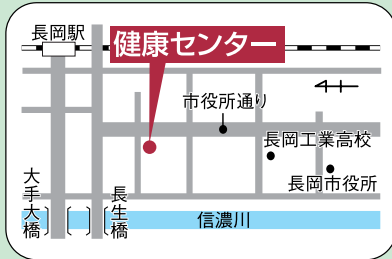 長岡駅
健康センター
市役所通り
長岡工業高校
長岡市役所
大手大橋
長生橋
信濃川